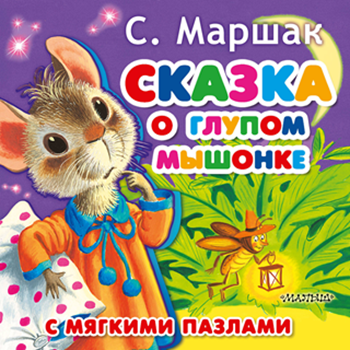 С. Маршак
СКАЗКА
О ГЛУПОМ
МЫШОНКЕ
«МАЛЫШ»
С МЯГКИМИ ПАЗЛАМИ